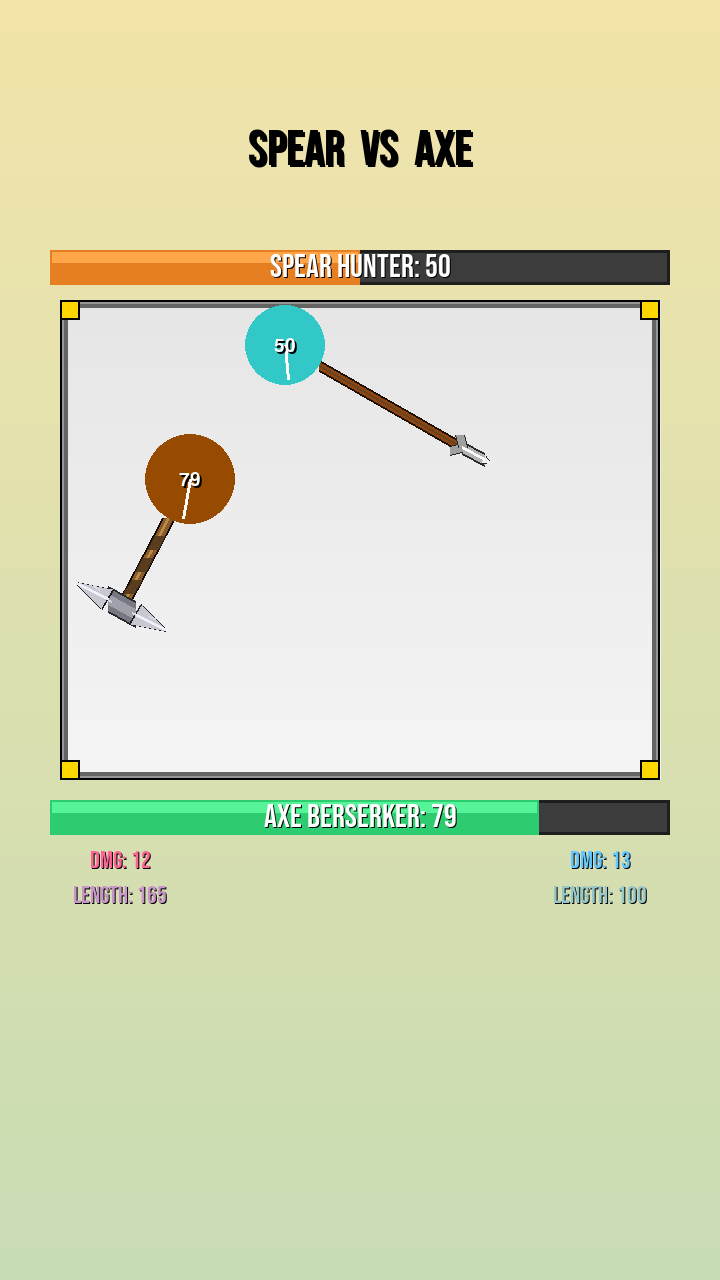 SPEAR VS AXE
SPEAR HUNTER: 50
50
79
AXE BERSERKER: 79
DMG: 12
DMG: 13
LENGTH: 165
LENGTH: 100